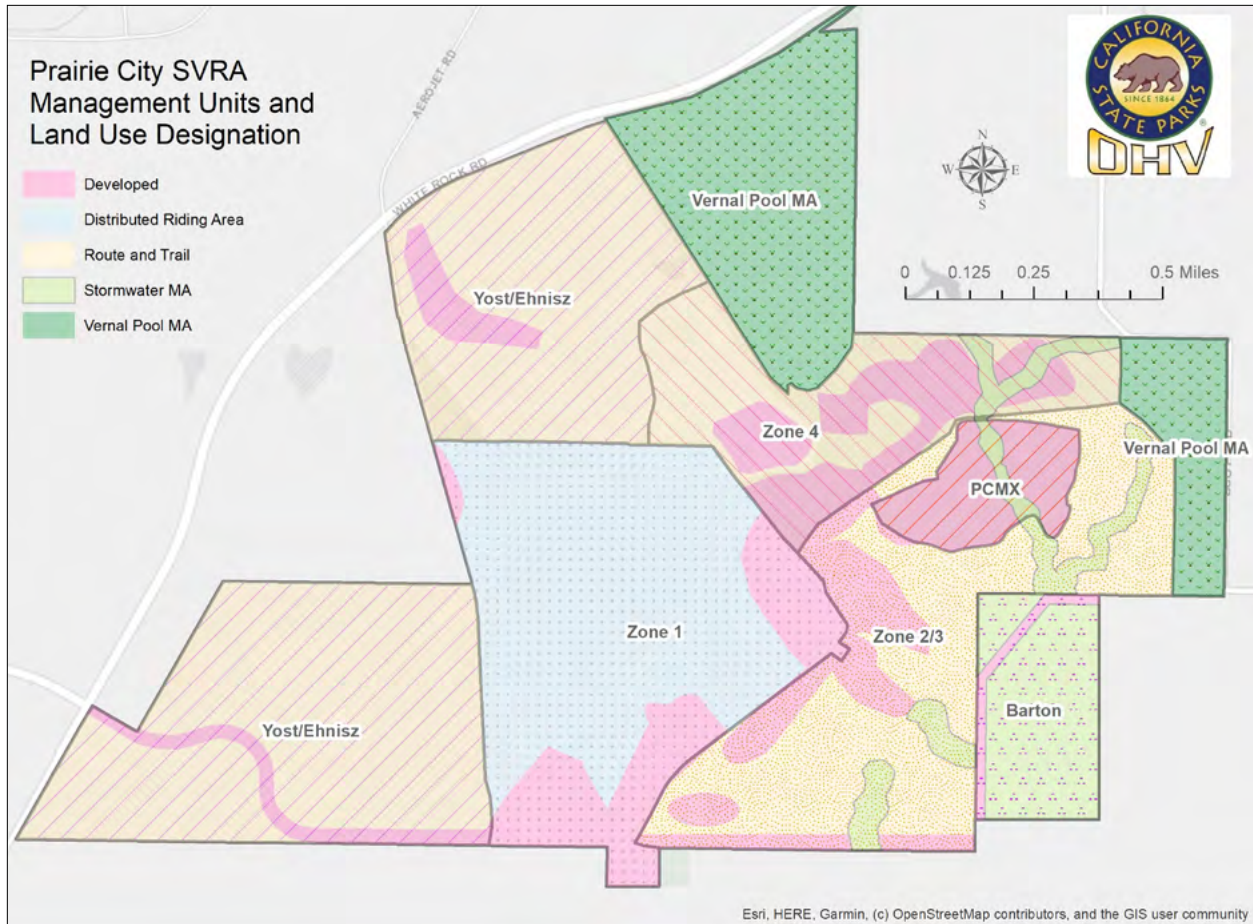 Prairie City SVRA
Management Units and
Land Use Designation
Developed
Distributed Riding Area
Route and Trail
Stormwater MA
Vernal Pool MA
AEROJET RD
WHITE ROCK RD
CALIFORNIA
STATE PARKS
SINCE 1864
OHV
N
W E
S
0 0.125 0.25 0.5 Miles
Vernal Pool MA
Yost/Ehnisz
Zone 4
Vernal Pool MA
PCMX
Zone 1
Zone 2/3
Barton
Yost/Ehnisz
Esri, HERE, Garmin, (c) OpenStreetMap contributors, and the GIS user community